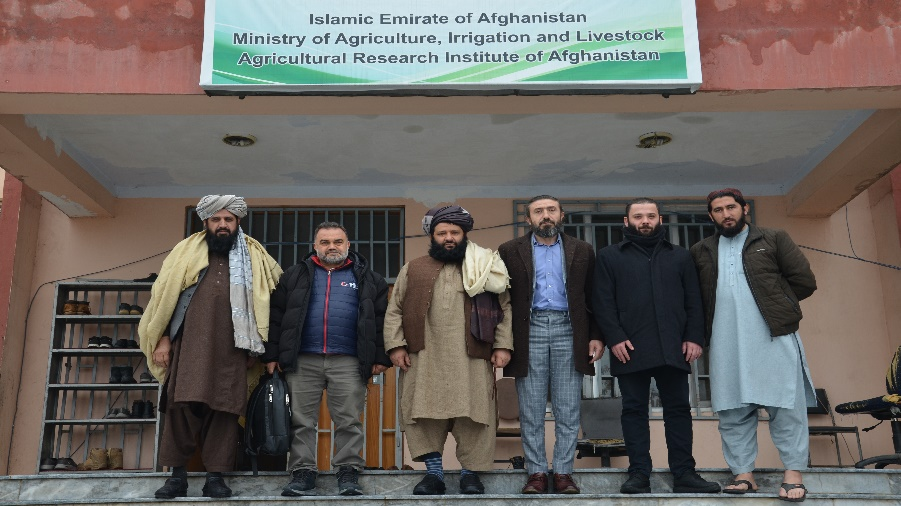 Islamic Emirate of Afghanistan
Ministry of Agriculture, Irrigation and Livestock
Agricultural Research Institute of Afghanistan